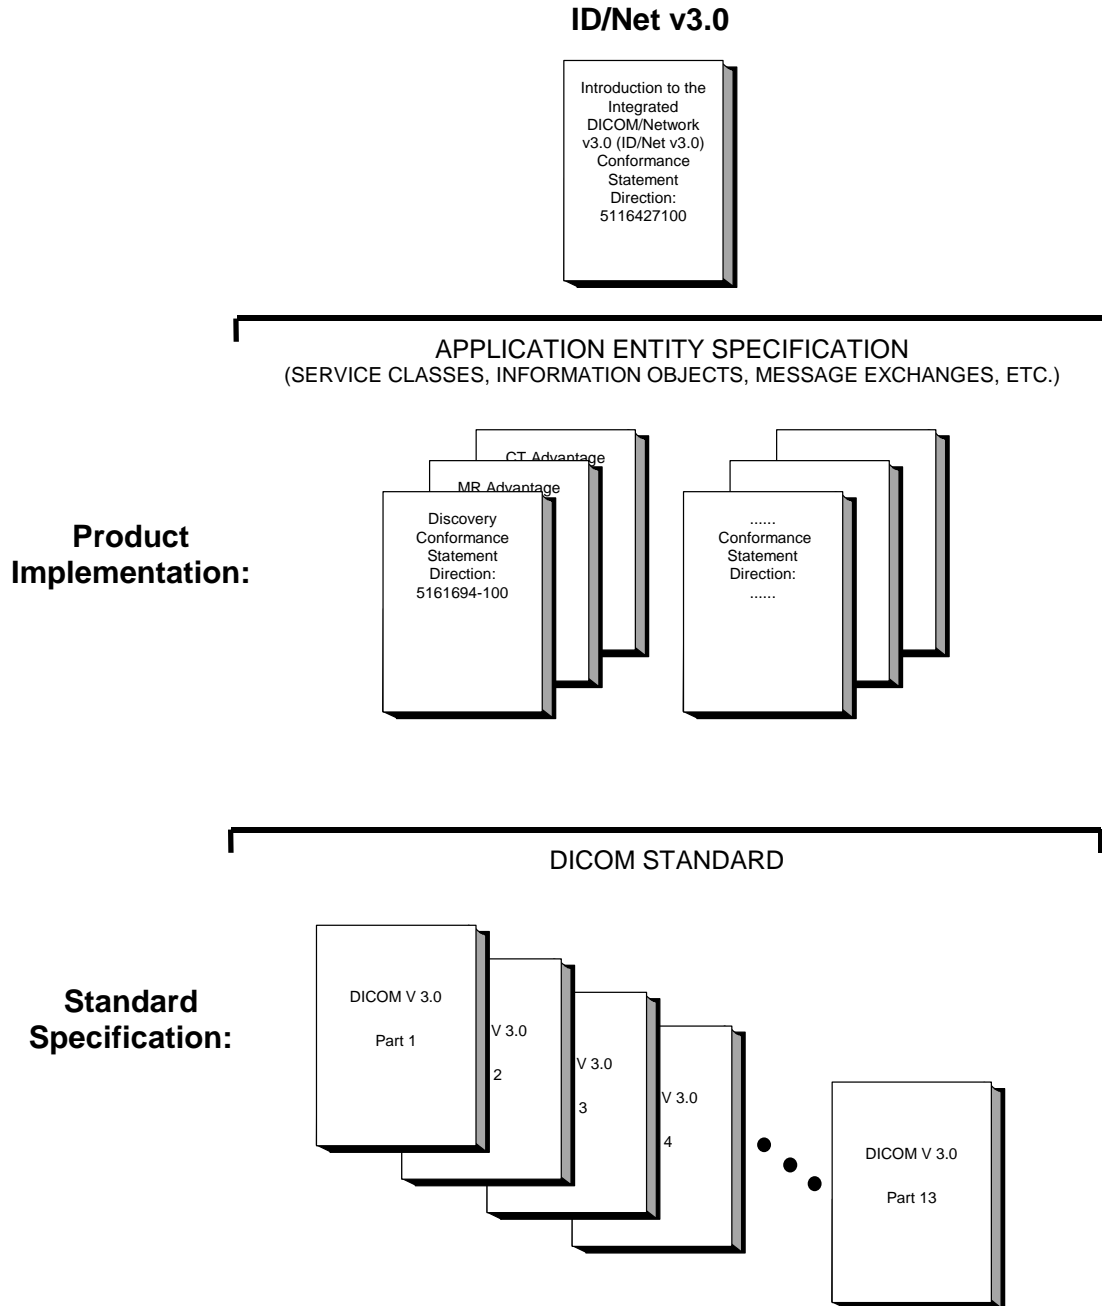 ID/Net v3.0
Introduction to the
Integrated
DICOM/Network
v3.0 (ID/Net v3.0)
Conformance
Statement
Direction:
5116427100
APPLICATION ENTITY SPECIFICATION
(SERVICE CLASSES, INFORMATION OBJECTS, MESSAGE EXCHANGES, ETC.)
Product
Implementation:
CT Advantage
MR Advantage
Discovery
Conformance
Statement
Direction:
5161694-100
......
Conformance
Statement
Direction:
......
DICOM STANDARD
Standard
Specification:
DICOM V 3.0
Part 1
V 3.0
2
V 3.0
3
V 3.0
4
DICOM V 3.0
Part 13